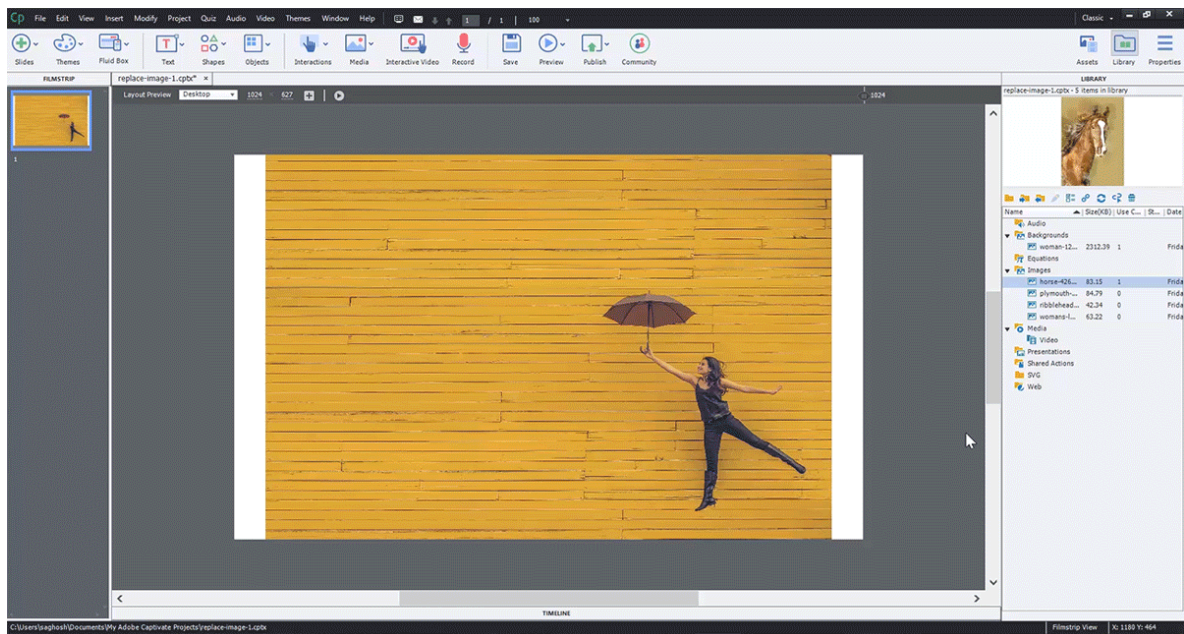 Cp File Edit View Insert Modify Project Quiz Audio Video Themes Window Help 1 / 1 100 Classic
Slides Themes Fluid Box Text Shapes Objects Interactions Media Interactive Video Record Save Preview Publish Community Assets Library Properties
FILMSTRIP
replace-image-1.cptx* ×
LIBRARY
Layout Preview Desktop 1024 627 1024
replace-image-1.cptx - 5 items in library
1
Name Size(KB) Use C... St... Date
Audio
Backgrounds
woman-12... 2312.39 1 Frida
Equations
Images
horse-426... 83.15 1 Frida
plymouth-... 84.79 0 Frida
ribblehead... 42.34 0 Frida
womans-l... 63.22 0 Frida
Media
Video
Presentations
Shared Actions
SVG
Web
TIMELINE
C:\Users\saghosh\Documents\My Adobe Captivate Projects\replace-image-1.cptx Filmstrip View X: 1180 Y: 464